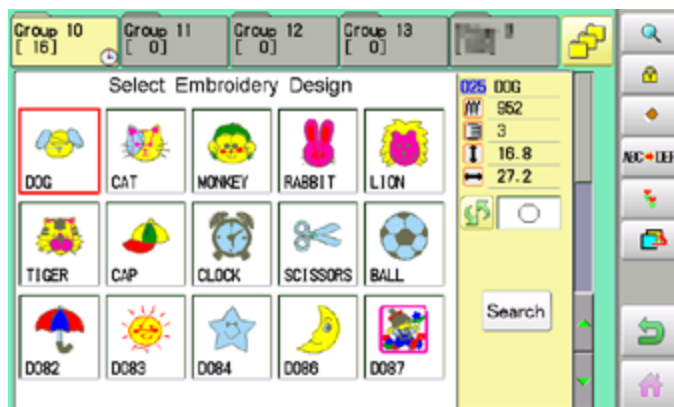 Group 10
[ 16]
Group 11
[ 0]
Group 12
[ 0]
Group 13
[ 0]
Select Embroidery Design
025 DOG
952
3
16.8
27.2
DOG
CAT
MONKEY
RABBIT
LION
TIGER
CAP
CLOCK
SCISSORS
BALL
Search
D082
D083
D084
D086
D087
ABC
DEF